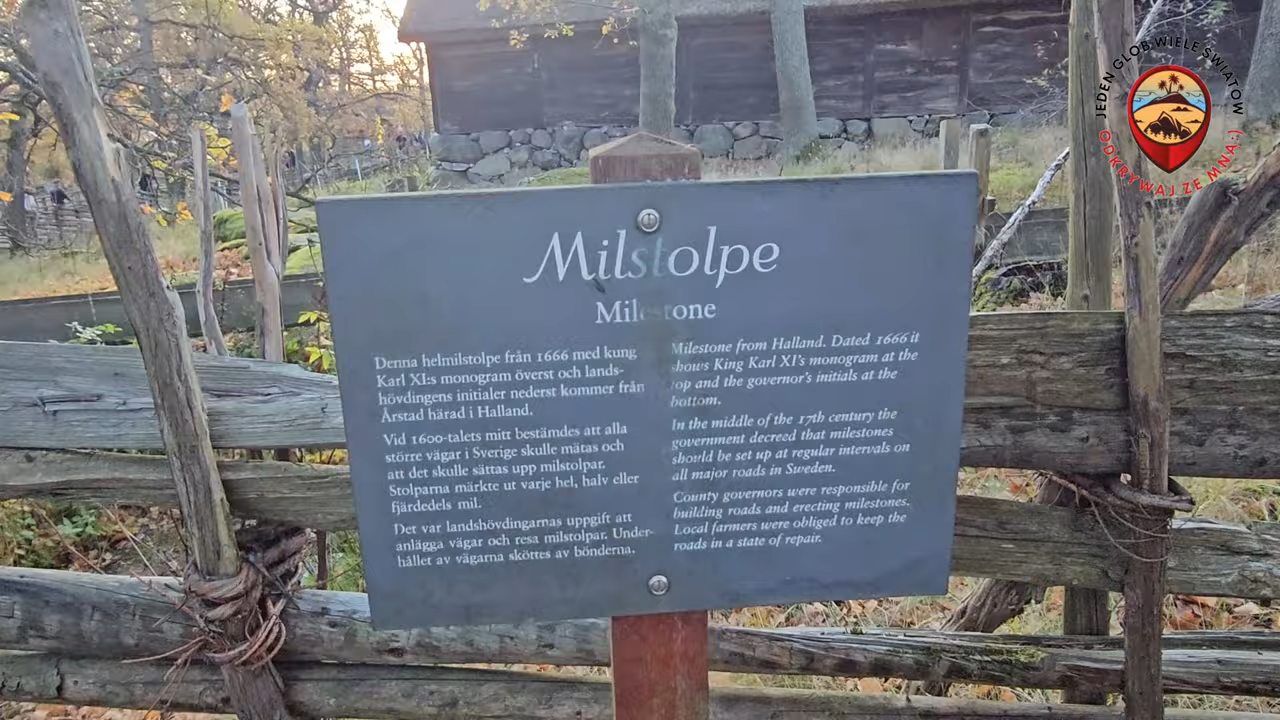 Milstolpe
Milestone
Denna helmilstolpe från 1666 med kung
Karl XI:s monogram överst och lands-
hövdingens initialer nederst kommer från
Årstad härad i Halland.
Vid 1600-talets mitt bestämdes att alla
större vägar i Sverige skulle mätas och
att det skulle sättas upp milstolpar.
Stolparna märkte ut varje hel, halv eller
fjärdedels mil.
Det var landshövdingarnas uppgift att
anlägga vägar och resa milstolpar. Under-
hållet av vägarna sköttes av bönderna.
Milestone from Halland. Dated 1666 it
shows King Karl XI's monogram at the
top and the governor's initials at the
bottom.
In the middle of the 17th century the
government decreed that milestones
should be set up at regular intervals on
all major roads in Sweden.
County governors were responsible for
building roads and erecting milestones.
Local farmers were obliged to keep the
roads in a state of repair.
JEDEN GLOB WIELE ŚWIATÓW
ODKRYWAJ ZE MNĄ:)